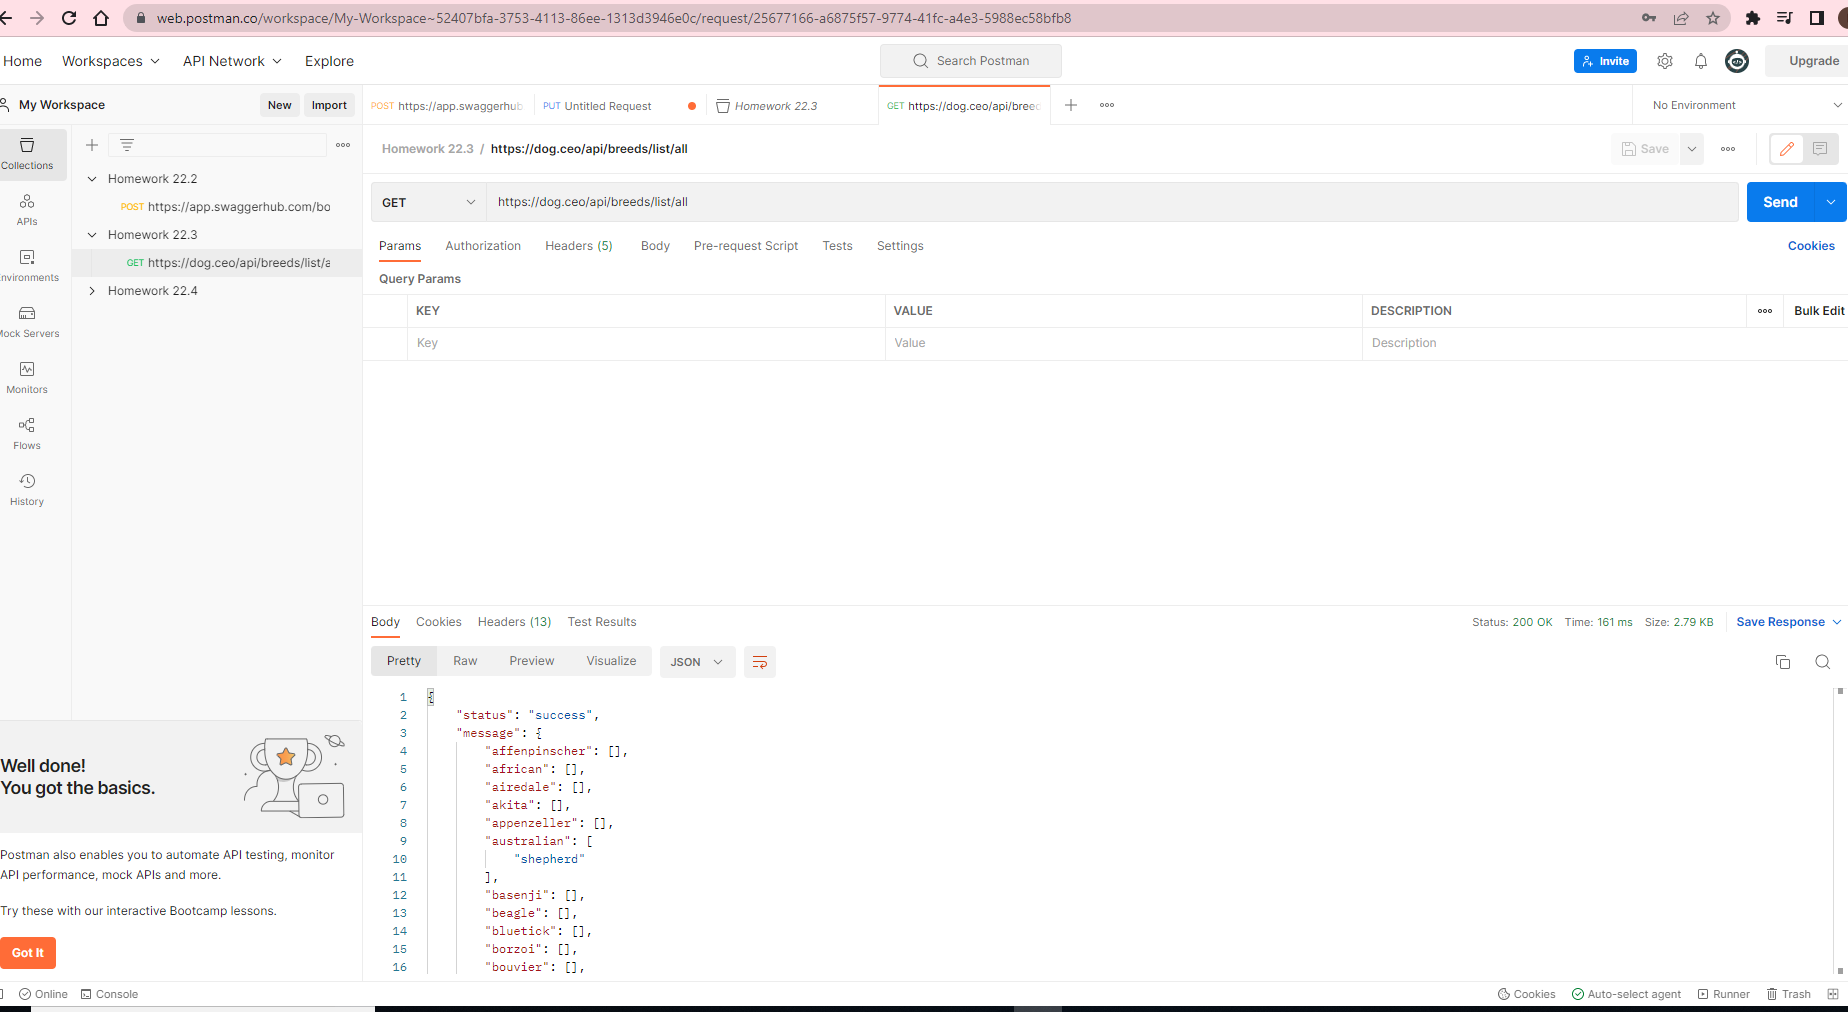 web.postman.co/workspace/My-Workspace~52407bfa-3753-4113-86ee-1313d3946e0c/request/25677166-a6875f57-9774-41fc-a4e3-5988ec58bfb8
Home Workspaces API Network Explore Search Postman Invite Upgrade
My Workspace New Import
POST https://app.swaggerhub PUT Untitled Request Homework 22.3 GET https://dog.ceo/api/breed No Environment
Collections
APIs
nvironments
Mock Servers
Monitors
Flows
History
Homework 22.2
POST https://app.swaggerhub.com/bo
Homework 22.3
GET https://dog.ceo/api/breeds/list/a
Homework 22.4
Homework 22.3 / https://dog.ceo/api/breeds/list/all Save
GET https://dog.ceo/api/breeds/list/all Send
Params Authorization Headers (5) Body Pre-request Script Tests Settings Cookies
Query Params
KEY VALUE DESCRIPTION Bulk Edit
Key Value Description
Body Cookies Headers (13) Test Results Status: 200 OK Time: 161 ms Size: 2.79 KB Save Response
Pretty Raw Preview Visualize JSON
1 {
2 "status": "success",
3 "message": {
4 "affenpinscher": [],
5 "african": [],
6 "airedale": [],
7 "akita": [],
8 "appenzeller": [],
9 "australian": [
10 "shepherd"
11 ],
12 "basenji": [],
13 "beagle": [],
14 "bluetick": [],
15 "borzoi": [],
16 "bouvier": [],
Well done!
You got the basics.
Postman also enables you to automate API testing, monitor
API performance, mock APIs and more.
Try these with our interactive Bootcamp lessons.
Got It
Online Console Cookies Auto-select agent Runner Trash